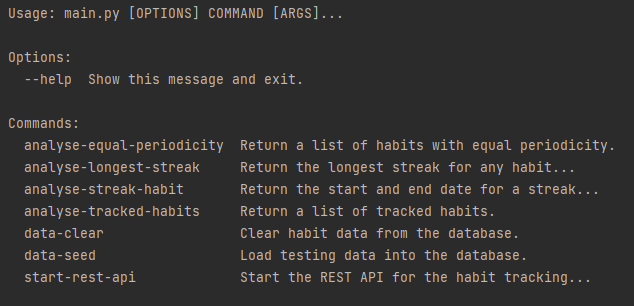 Usage: main.py [OPTIONS] COMMAND [ARGS]...
Options:
--help  Show this message and exit.
Commands:
analyse-equal-periodicity  Return a list of habits with equal periodicity.
analyse-longest-streak     Return the longest streak for any habit...
analyse-streak-habit       Return the start and end date for a streak...
analyse-tracked-habits     Return a list of tracked habits.
data-clear                 Clear habit data from the database.
data-seed                  Load testing data into the database.
start-rest-api             Start the REST API for the habit tracking...